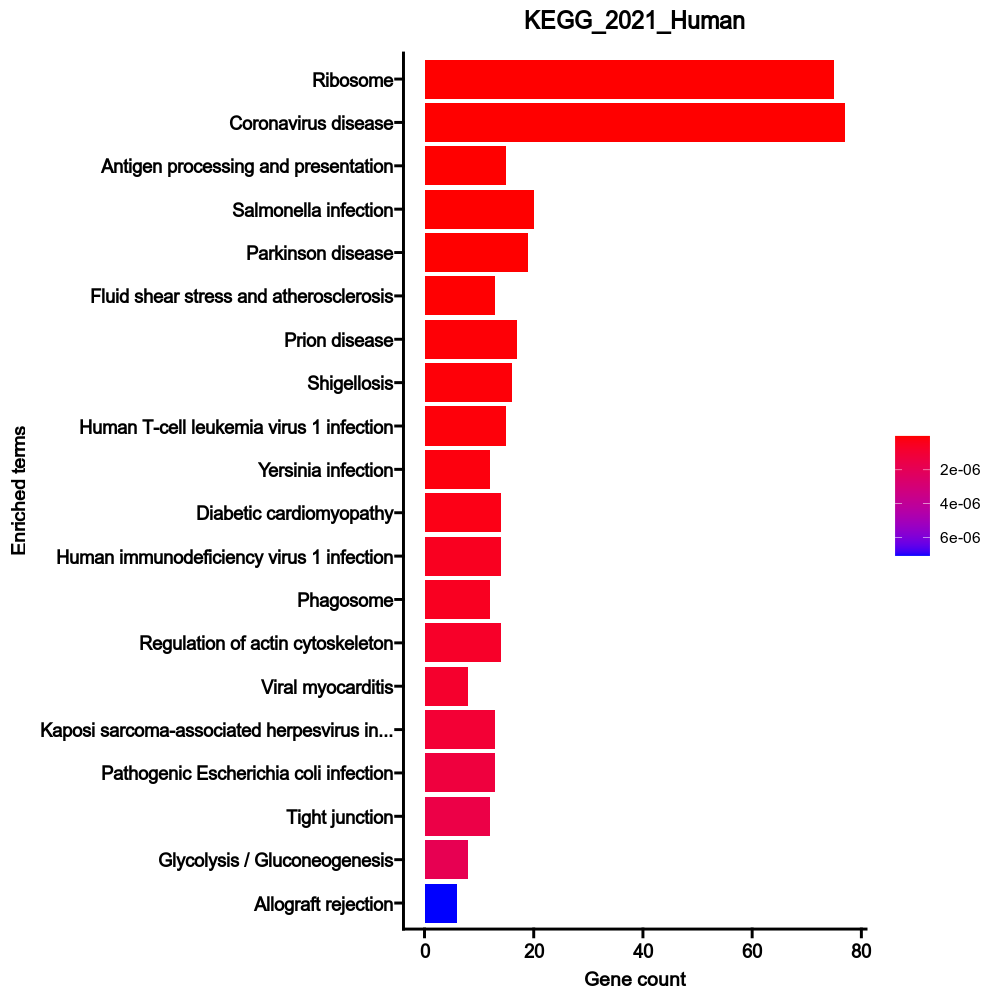 KEGG_2021_Human
Ribosome
Coronavirus disease
Antigen processing and presentation
Salmonella infection
Parkinson disease
Fluid shear stress and atherosclerosis
Prion disease
Shigellosis
Human T-cell leukemia virus 1 infection
Yersinia infection
Diabetic cardiomyopathy
Human immunodeficiency virus 1 infection
Phagosome
Regulation of actin cytoskeleton
Viral myocarditis
Kaposi sarcoma-associated herpesvirus in...
Pathogenic Escherichia coli infection
Tight junction
Glycolysis / Gluconeogenesis
Allograft rejection
Enriched terms
0 20 40 60 80
Gene count
2e-06
4e-06
6e-06